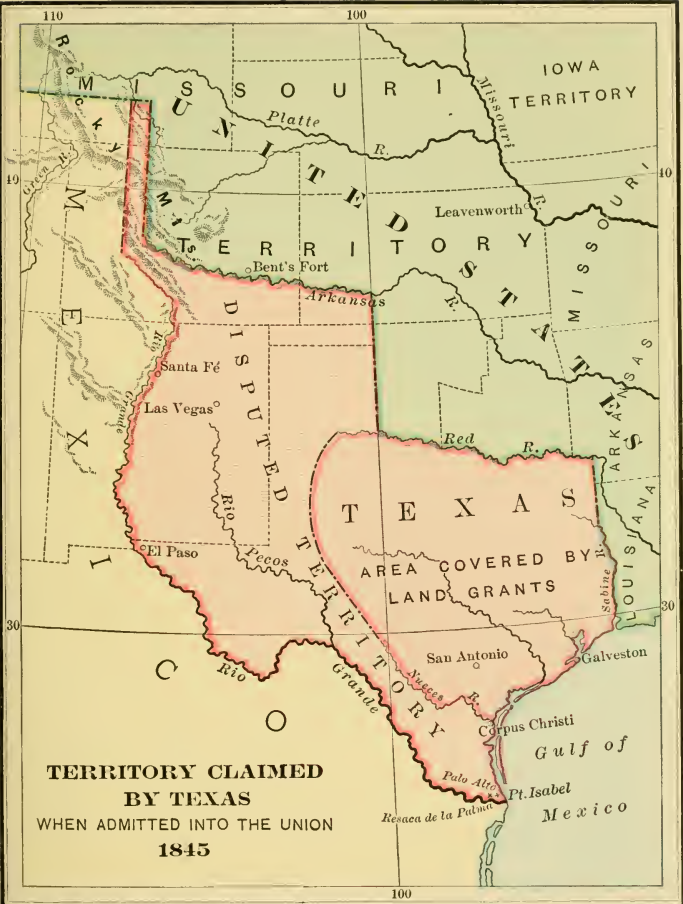 110
100
Rocky Mts.
MISSOURI
IOWA
TERRITORY
Missouri
R.
Platte
R.
UNITED STATES
Green R.
40
40
Leavenworth
MISSOURI
TERRITORY
Bent's Fort
Arkansas
R.
MEXICO
DISPUTED TERRITORY
Rio
Grande
Santa Fé
Las Vegas
ARKANSAS
Red
R.
TEXAS
LOUISIANA
Rio
Pecos
El Paso
AREA COVERED BY
LAND GRANTS
Sabine R.
30
30
San Antonio
Galveston
Rio
Grande
Nueces
R.
Corpus Christi
Gulf of
Mexico
Palo Alto
Pt. Isabel
Resaca de la Palma
TERRITORY CLAIMED
BY TEXAS
WHEN ADMITTED INTO THE UNION
1845
100